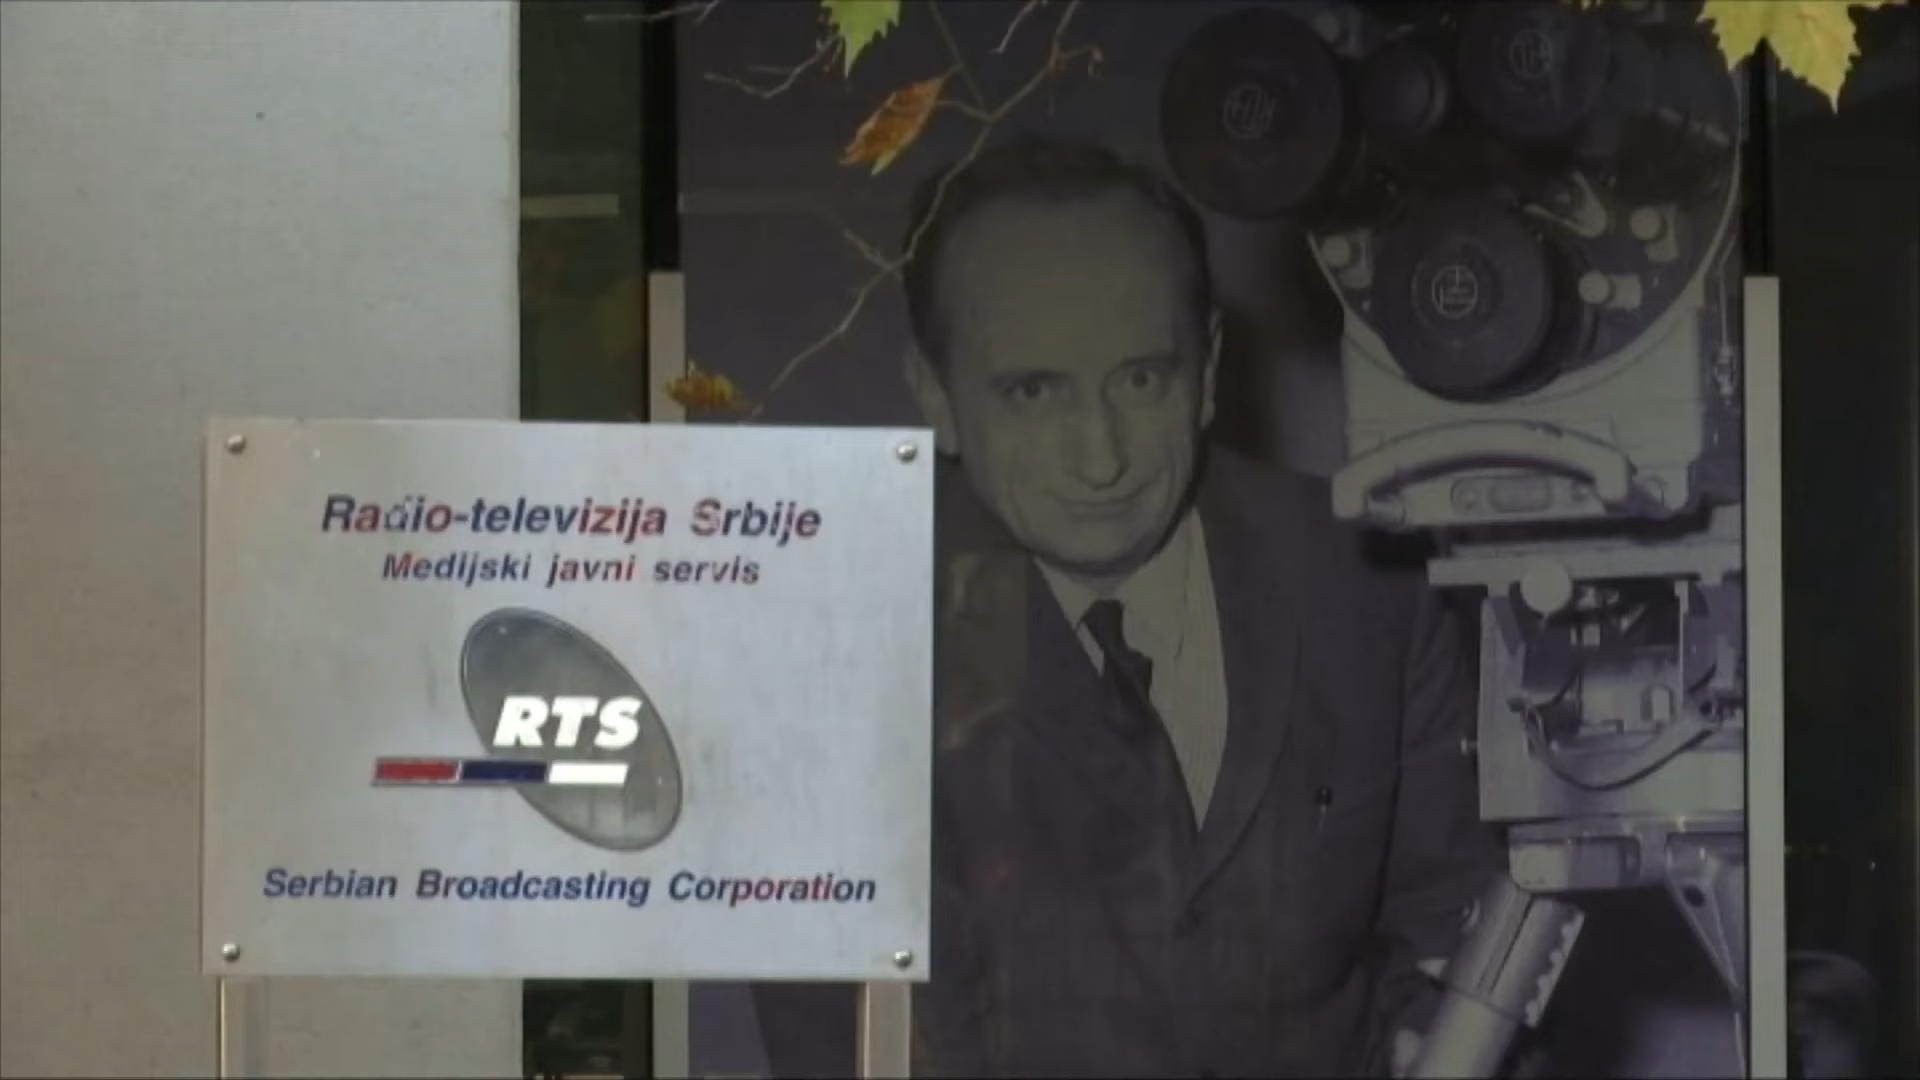 Radio-televizija Srbije
Medijski javni servis
RTS
Serbian Broadcasting Corporation